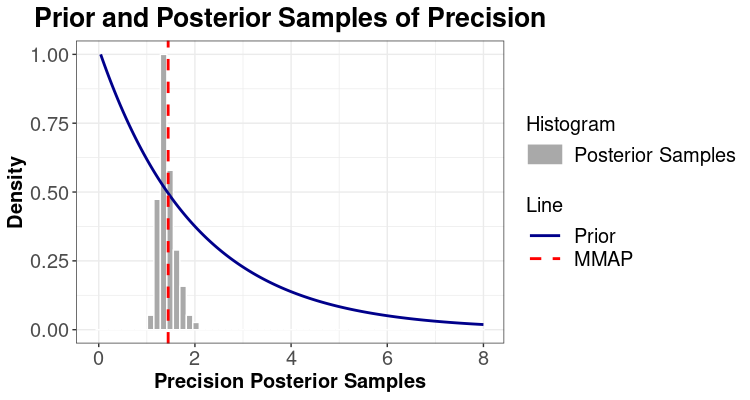 Prior and Posterior Samples of Precision
Density
1.00
0.75
0.50
0.25
0.00
0 2 4 6 8
Precision Posterior Samples
Histogram
Posterior Samples
Line
Prior
MMAP